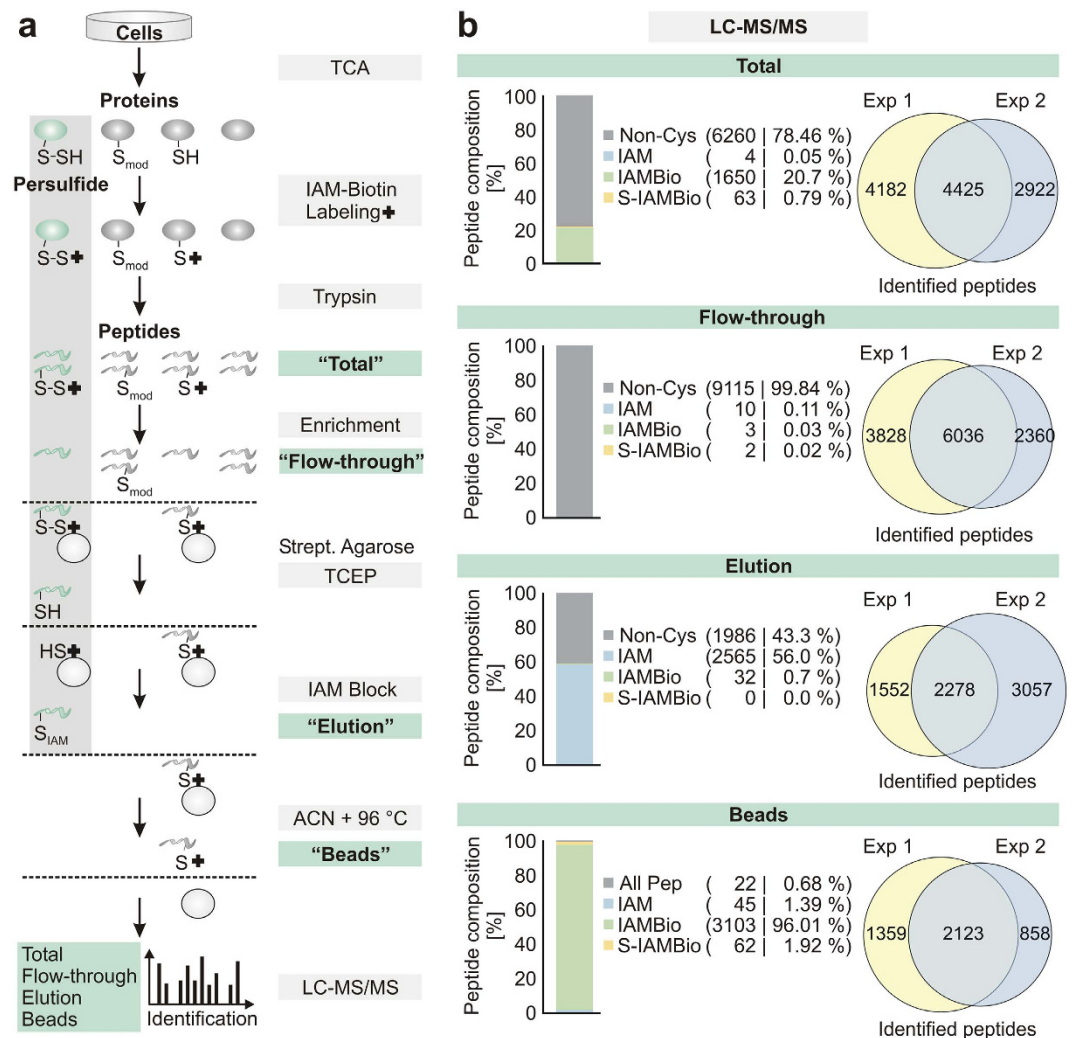 a
Cells
TCA
Proteins
S-SH
Smod
SH
Persulfide
IAM-Biotin
Labeling✚
S-S✚
Smod
S✚
Trypsin
Peptides
“Total”
S-S✚
Smod
S✚
Enrichment
“Flow-through”
Smod
S-S✚
S✚
Strept. Agarose
TCEP
SH
HS✚
S✚
IAM Block
“Elution”
SIAM
S✚
ACN + 96 °C
“Beads”
S✚
Total
Flow-through
Elution
Beads
Identification
LC-MS/MS
b
LC-MS/MS
Total
Peptide composition
[%]
100
80
60
40
20
0
Non-Cys (6260 | 78.46 %)
IAM ( 4 | 0.05 %)
IAMBio (1650 | 20.7 %)
S-IAMBio ( 63 | 0.79 %)
Exp 1
Exp 2
4182
4425
2922
Identified peptides
Flow-through
Peptide composition
[%]
100
80
60
40
20
0
Non-Cys (9115 | 99.84 %)
IAM ( 10 | 0.11 %)
IAMBio ( 3 | 0.03 %)
S-IAMBio ( 2 | 0.02 %)
Exp 1
Exp 2
3828
6036
2360
Identified peptides
Elution
Peptide composition
[%]
100
80
60
40
20
0
Non-Cys (1986 | 43.3 %)
IAM (2565 | 56.0 %)
IAMBio ( 32 | 0.7 %)
S-IAMBio ( 0 | 0.0 %)
Exp 1
Exp 2
1552
2278
3057
Identified peptides
Beads
Peptide composition
[%]
100
80
60
40
20
0
All Pep ( 22 | 0.68 %)
IAM ( 45 | 1.39 %)
IAMBio (3103 | 96.01 %)
S-IAMBio ( 62 | 1.92 %)
Exp 1
Exp 2
1359
2123
858
Identified peptides